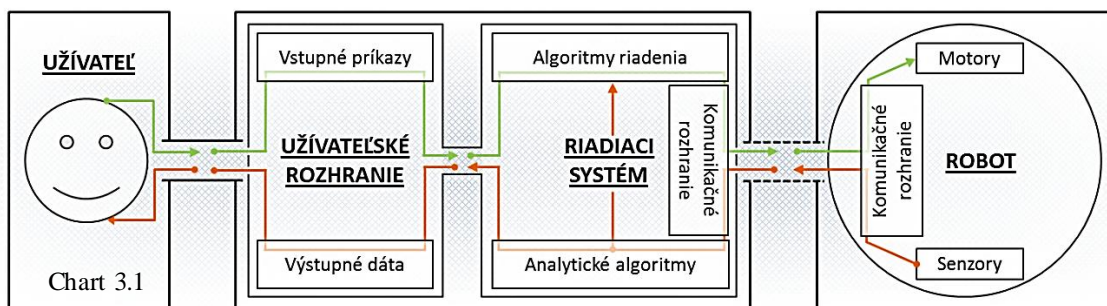 UŽÍVATEĽ
Chart 3.1
Vstupné príkazy
UŽÍVATEĽSKÉ
ROZHRANIE
Výstupné dáta
Algoritmy riadenia
RIADIACI
SYSTÉM
Komunikačné
rozhranie
Analytické algoritmy
Motory
Komunikačné
rozhranie
ROBOT
Senzory